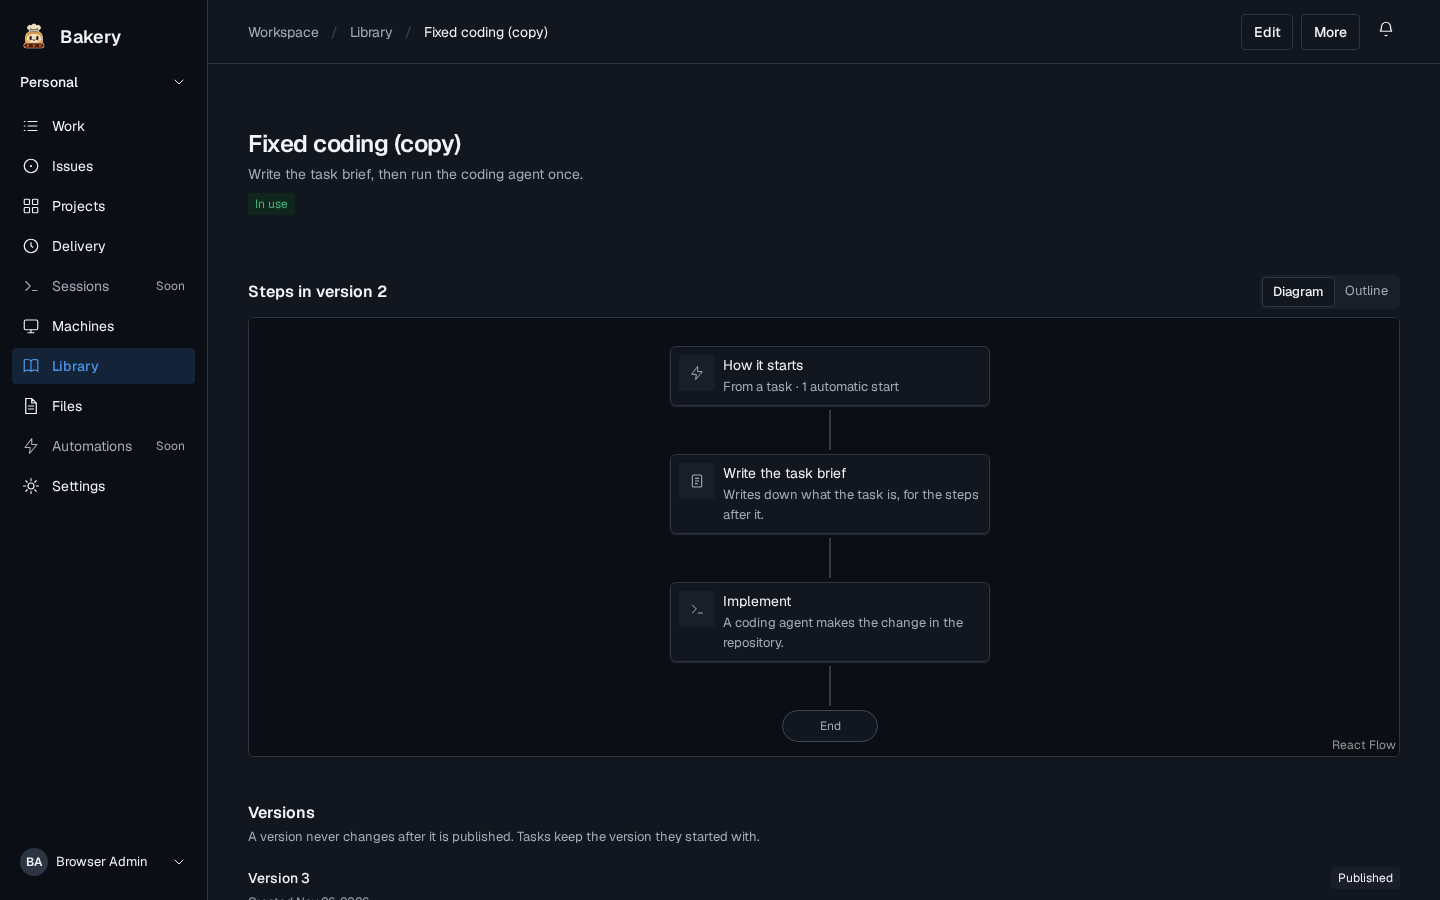 Bakery
Personal
Work
Issues
Projects
Delivery
Sessions Soon
Machines
Library
Files
Automations Soon
Settings
BA Browser Admin
Workspace / Library / Fixed coding (copy)
Edit More
Fixed coding (copy)
Write the task brief, then run the coding agent once.
In use
Steps in version 2
Diagram Outline
How it starts
From a task · 1 automatic start
Write the task brief
Writes down what the task is, for the steps
after it.
Implement
A coding agent makes the change in the
repository.
End
React Flow
Versions
A version never changes after it is published. Tasks keep the version they started with.
Version 3
Published